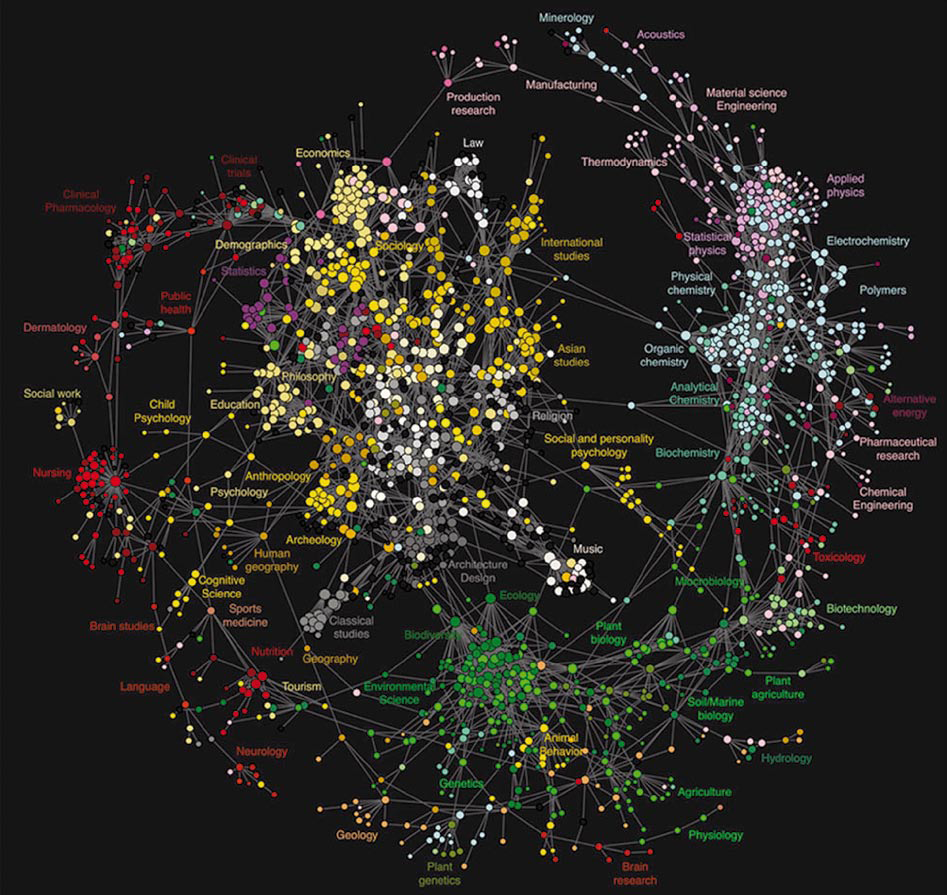 Minerology
Acoustics
Manufacturing
Production
research
Material science
Engineering
Law
Economics
Clinical
trials
Thermodynamics
Applied
physics
Clinical
Pharmacology
Demographics
Sociology
International
studies
Statistical
physics
Electrochemistry
Statistics
Physical
chemistry
Polymers
Public
health
Dermatology
Organic
chemistry
Asian
studies
Philosophy
Social work
Analytical
Chemistry
Alternative
energy
Child
Psychology
Education
Religion
Social and personality
psychology
Pharmaceutical
research
Biochemistry
Nursing
Anthropology
Psychology
Chemical
Engineering
Archeology
Human
geography
Music
Toxicology
Architecture
Design
Cognitive
Science
Microbiology
Ecology
Sports
medicine
Biotechnology
Brain studies
Classical
studies
Biodiversity
Plant
biology
Nutrition
Geography
Language
Tourism
Environmental
Science
Plant
agriculture
Soil/Marine
biology
Neurology
Animal
Behavior
Hydrology
Genetics
Agriculture
Geology
Physiology
Plant
genetics
Brain
research